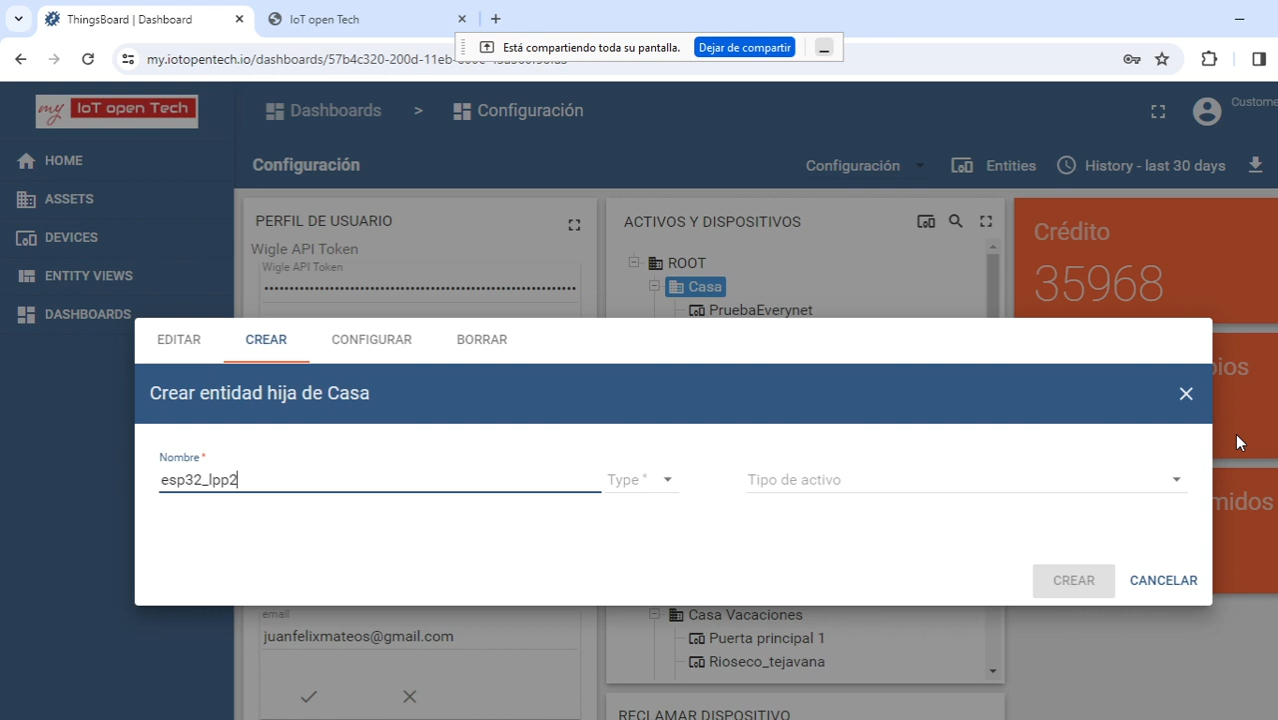 ThingsBoard | Dashboard
IoT open Tech
Está compartiendo toda su pantalla.
Dejar de compartir
my.iotopentech.io/dashboards/57b4c320-200d-11eb-
my IoT open Tech
Dashboards > Configuración
Custome
HOME
ASSETS
DEVICES
ENTITY VIEWS
DASHBOARDS
Configuración
Configuración
Entities
History - last 30 days
PERFIL DE USUARIO
Wigle API Token
Wigle API Token
ACTIVOS Y DISPOSITIVOS
ROOT
Casa
PruebaEverynet
Crédito
35968
EDITAR
CREAR
CONFIGURAR
BORRAR
Crear entidad hija de Casa
Nombre *
esp32_lpp2
Type *
Tipo de activo
CREAR
CANCELAR
pios
midos
email
juanfelixmateos@gmail.com
Casa Vacaciones
Puerta principal 1
Rioseco_tejavana
RECLAMAR DISPOSITIVO